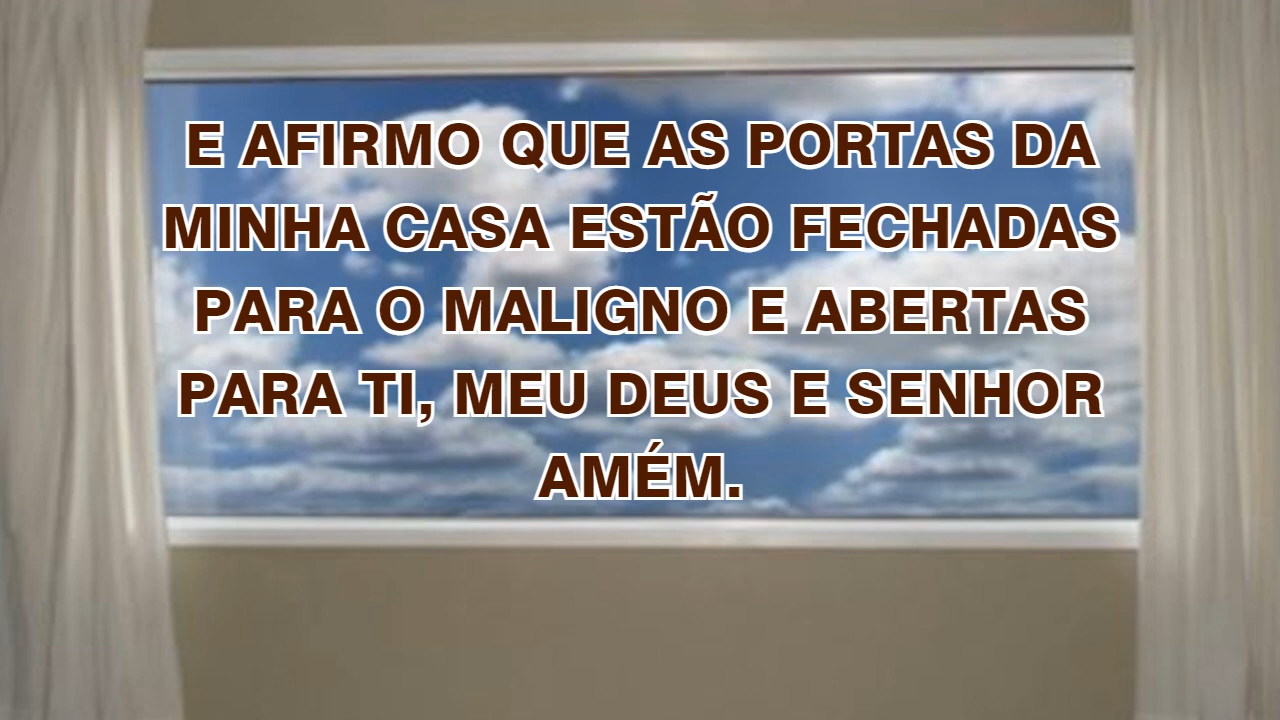 E AFIRMO QUE AS PORTAS DA
MINHA CASA ESTÃO FECHADAS
PARA O MALIGNO E ABERTAS
PARA TI, MEU DEUS E SENHOR
AMÉM.